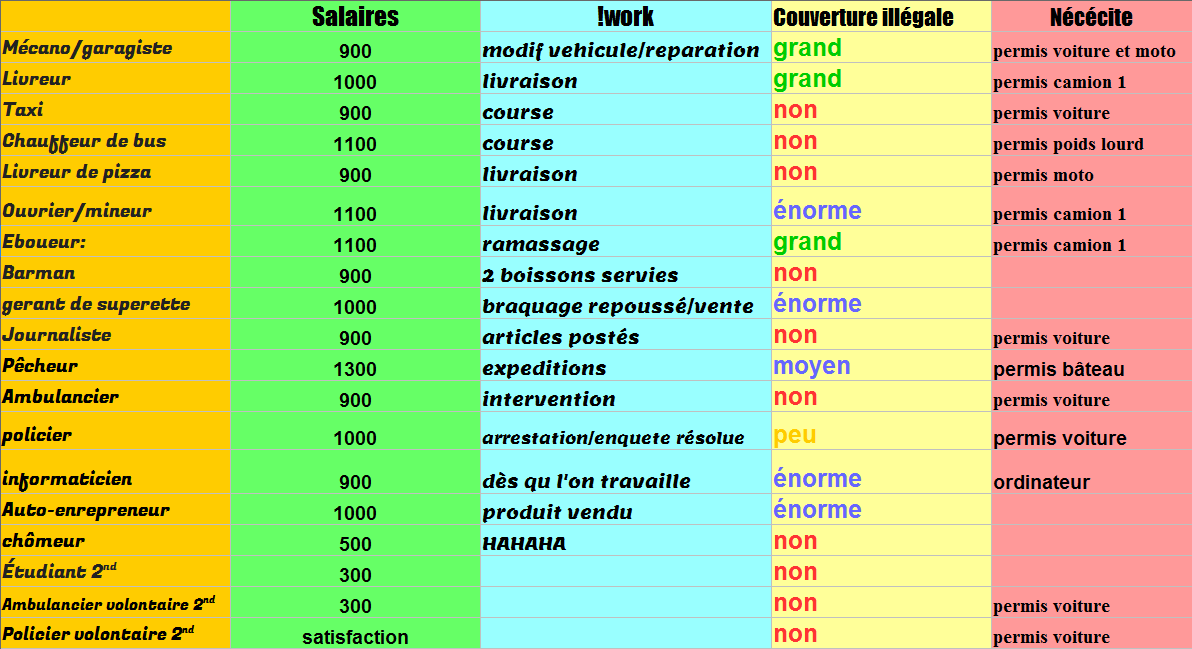 Salaires !work Couverture illégale Nécécite
Mécano/garagiste 900 modif vehicule/reparation grand permis voiture et moto
Livreur 1000 livraison grand permis camion 1
Taxi 900 course non permis voiture
Chauffeur de bus 1100 course non permis poids lourd
Livreur de pizza 900 livraison non permis moto
Ouvrier/mineur 1100 livraison énorme permis camion 1
Eboueur: 1100 ramassage grand permis camion 1
Barman 900 2 boissons servies non
gerant de superette 1000 braquage repoussé/vente énorme
Journaliste 900 articles postés non permis voiture
Pêcheur 1300 expeditions moyen permis bâteau
Ambulancier 900 intervention non permis voiture
policier 1000 arrestation/enquete résolue peu permis voiture
informaticien 900 dès qu l'on travaille énorme ordinateur
Auto-enrepreneur 1000 produit vendu énorme
chômeur 500 HAHAHA non
Étudiant 2nd 300 non
Ambulancier volontaire 2nd 300 non permis voiture
Policier volontaire 2nd satisfaction non permis voiture